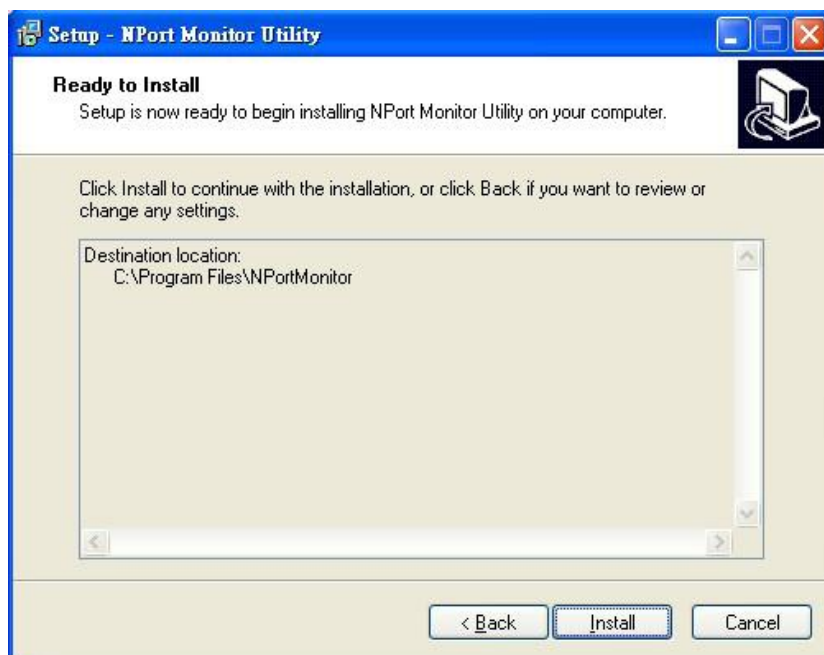 Setup - NPort Monitor Utility
Ready to Install
Setup is now ready to begin installing NPort Monitor Utility on your computer.
Click Install to continue with the installation, or click Back if you want to review or
change any settings.
Destination location:
C:\Program Files\NPortMonitor
< Back
Install
Cancel